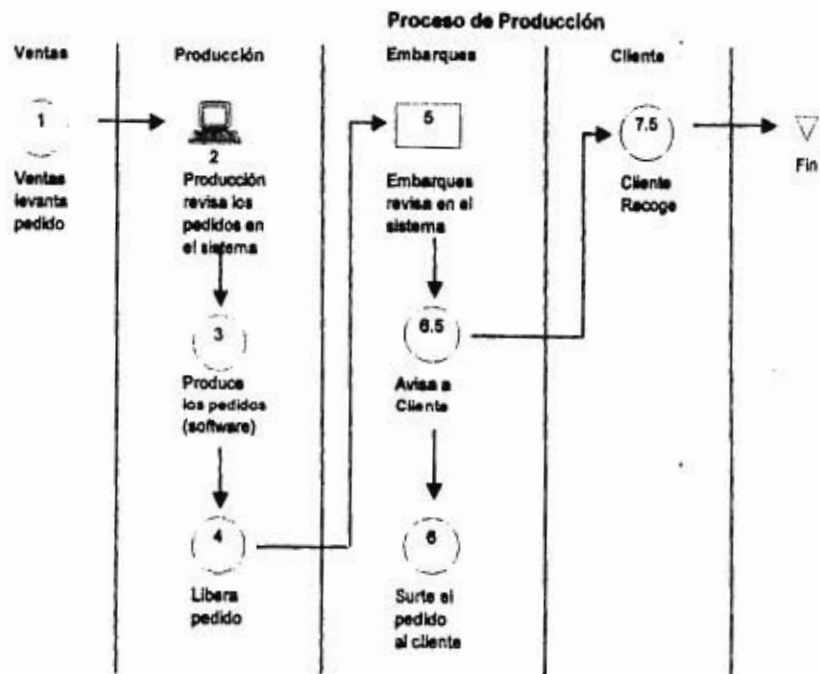 Proceso de Producción
Ventas
Producción
Embarques
Cliente
1
Ventas
levanta
pedido
2
Producción
revisa los
pedidos en
el sistema
3
Produce
los pedidos
(software)
4
Libera
pedido
5
Embarques
revisa en el
sistema
6.5
Avisa a
Cliente
6
Surte el
pedido
al cliente
7.5
Cliente
Recoge
Fin